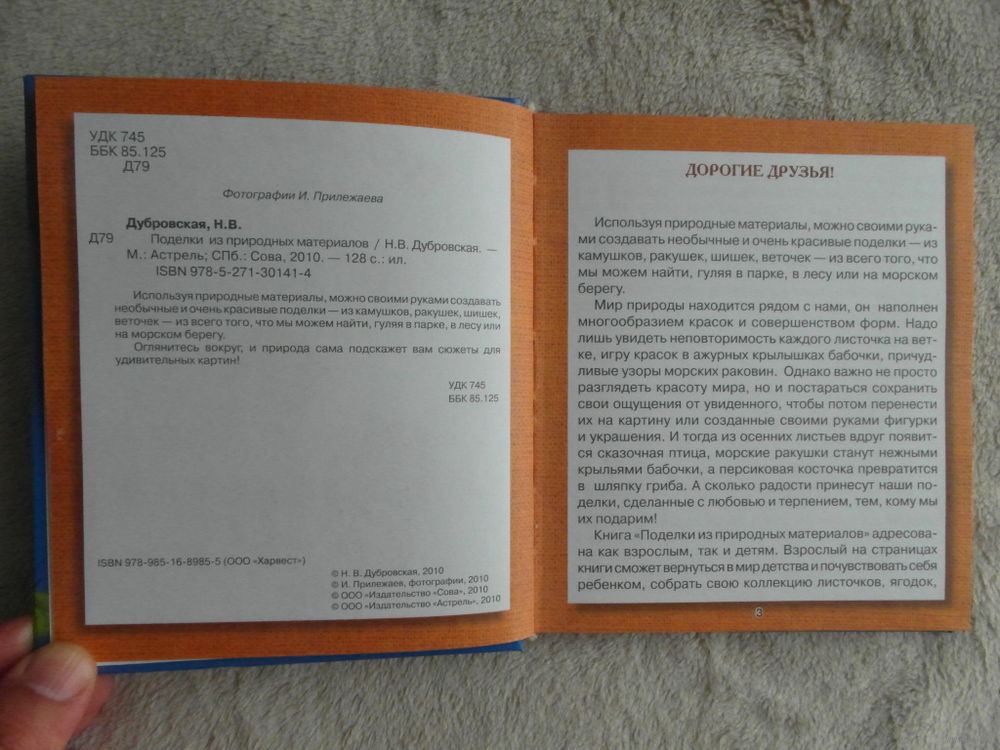 УДК 745
ББК 85.125
Д79
Фотографии И. Прилежаева
Дубровская, Н.В.
Д79 Поделки из природных материалов / Н.В. Дубровская. —
М.: Астрель; СПб.: Сова, 2010. — 128 с.: ил.
ISBN 978-5-271-30141-4
Используя природные материалы, можно своими руками создавать
необычные и очень красивые поделки — из камушков, ракушек, шишек,
веточек — из всего того, что мы можем найти, гуляя в парке, в лесу или
на морском берегу.
Оглянитесь вокруг, и природа сама подскажет вам сюжеты для
удивительных картин!
УДК 745
ББК 85.125
ISBN 978-985-16-8985-5 (ООО «Харвест»)
© Н. В. Дубровская, 2010
© И. Прилежаев, фотографии, 2010
© ООО «Издательство «Сова», 2010
© ООО «Издательство «Астрель», 2010
ДОРОГИЕ ДРУЗЬЯ!
Используя природные материалы, можно своими рука-
ми создавать необычные и очень красивые поделки — из
камушков, ракушек, шишек, веточек — из всего того, что
мы можем найти, гуляя в парке, в лесу или на морском
берегу.
Мир природы находится рядом с нами, он наполнен
многообразием красок и совершенством форм. Надо
лишь увидеть неповторимость каждого листочка на вет-
ке, игру красок в ажурных крылышках бабочки, причуд-
ливые узоры морских раковин. Однако важно не просто
разглядеть красоту мира, но и постараться сохранить
свои ощущения от увиденного, чтобы потом перенести
их на картину или созданные своими руками фигурки
и украшения. И тогда из осенних листьев вдруг появит-
ся сказочная птица, морские ракушки станут нежными
крыльями бабочки, а персиковая косточка превратится
в шляпку гриба. А сколько радости принесут наши по-
делки, сделанные с любовью и терпением, тем, кому мы
их подарим!
Книга «Поделки из природных материалов» адресова-
на как взрослым, так и детям. Взрослый на страницах
книги сможет вернуться в мир детства и почувствовать себя
ребенком, собрать свою коллекцию листочков, ягодок,
3